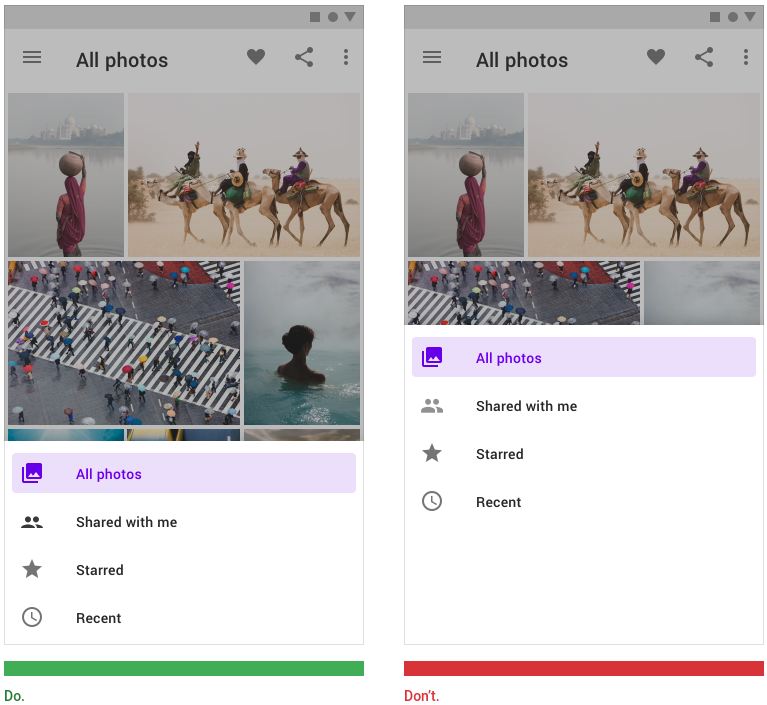 All photos
All photos
Shared with me
Starred
Recent
Do.
All photos
All photos
Shared with me
Starred
Recent
Don't.